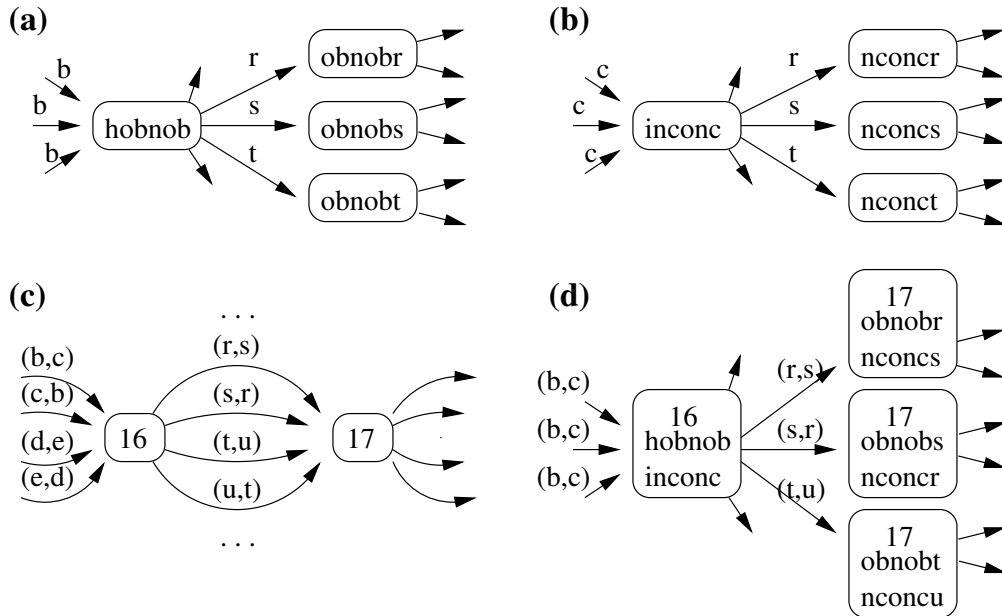 (a)
b
b
b
hobnob
r
s
t
obnobr
obnobs
obnobt
(b)
c
c
c
inconc
r
s
t
nconcr
nconcs
nconct
(c)
(b,c)
(c,b)
(d,e)
(e,d)
16
. . .
(r,s)
(s,r)
(t,u)
(u,t)
. . .
17
(d)
(b,c)
(b,c)
(b,c)
16
hobnob
inconc
(r,s)
(s,r)
(t,u)
17
obnobr
nconcs
17
obnobs
nconcr
17
obnobt
nconcu